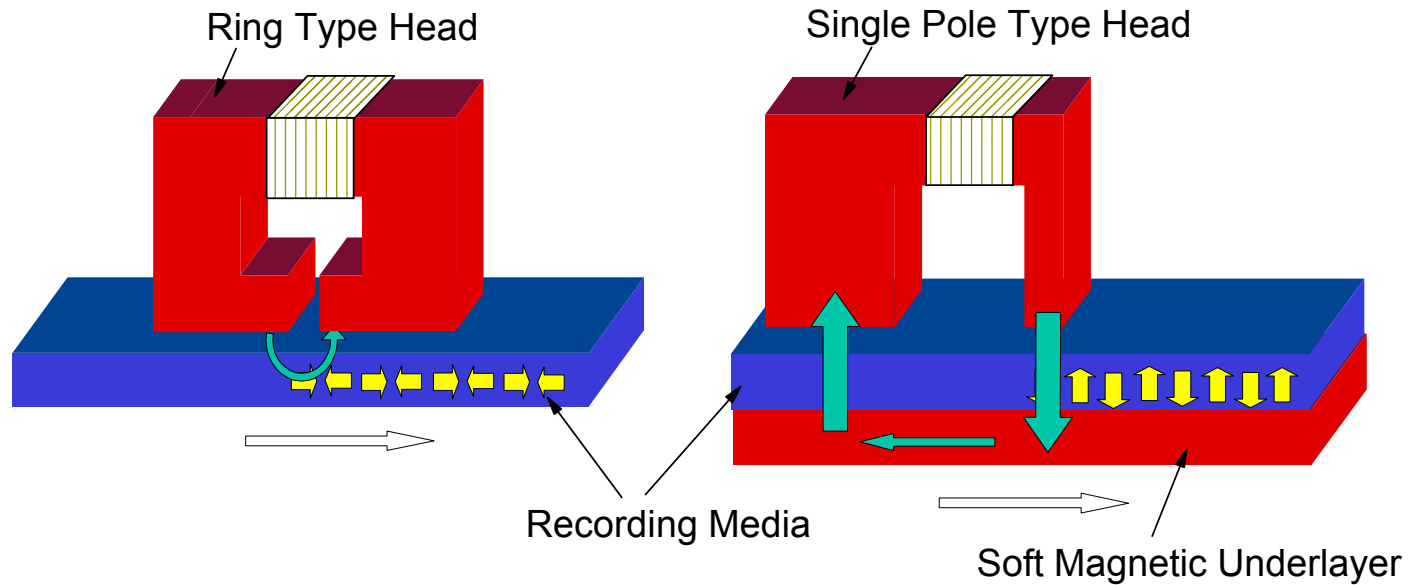 Ring Type Head
Single Pole Type Head
Recording Media
Soft Magnetic Underlayer